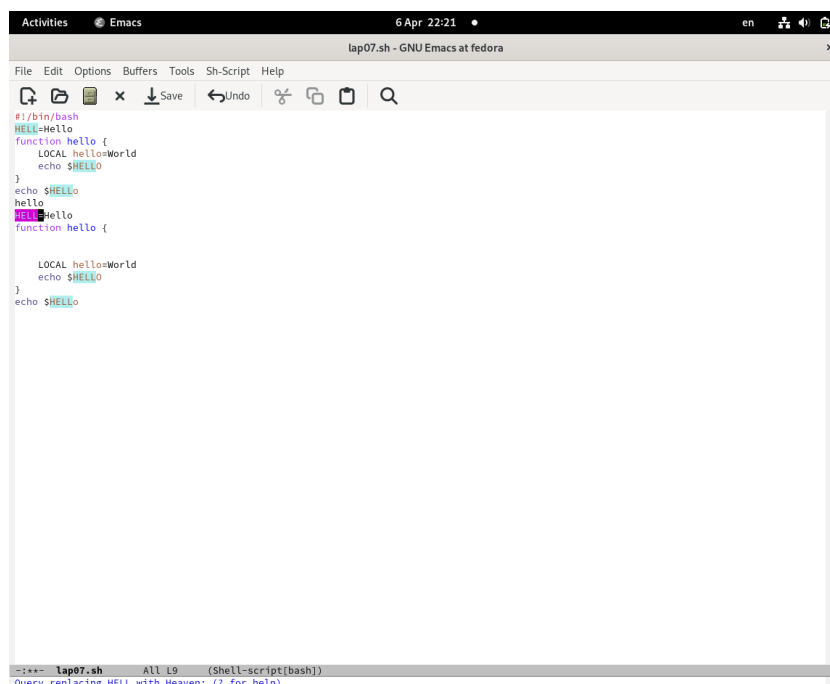 Activities Emacs 6 Apr 22:21 en
lap07.sh - GNU Emacs at fedora
File Edit Options Buffers Tools Sh-Script Help
Save Undo
#!/bin/bash
HELL=Hello
function hello {
    LOCAL hello=World
    echo $HELLO
}
echo $HELLo
hello
HELL=Hello
function hello {
    LOCAL hello=World
    echo $HELLO
}
echo $HELLo
-:**- lap07.sh All L9 (Shell-script[bash])
Query replacing HELL with Heaven: (? for help)